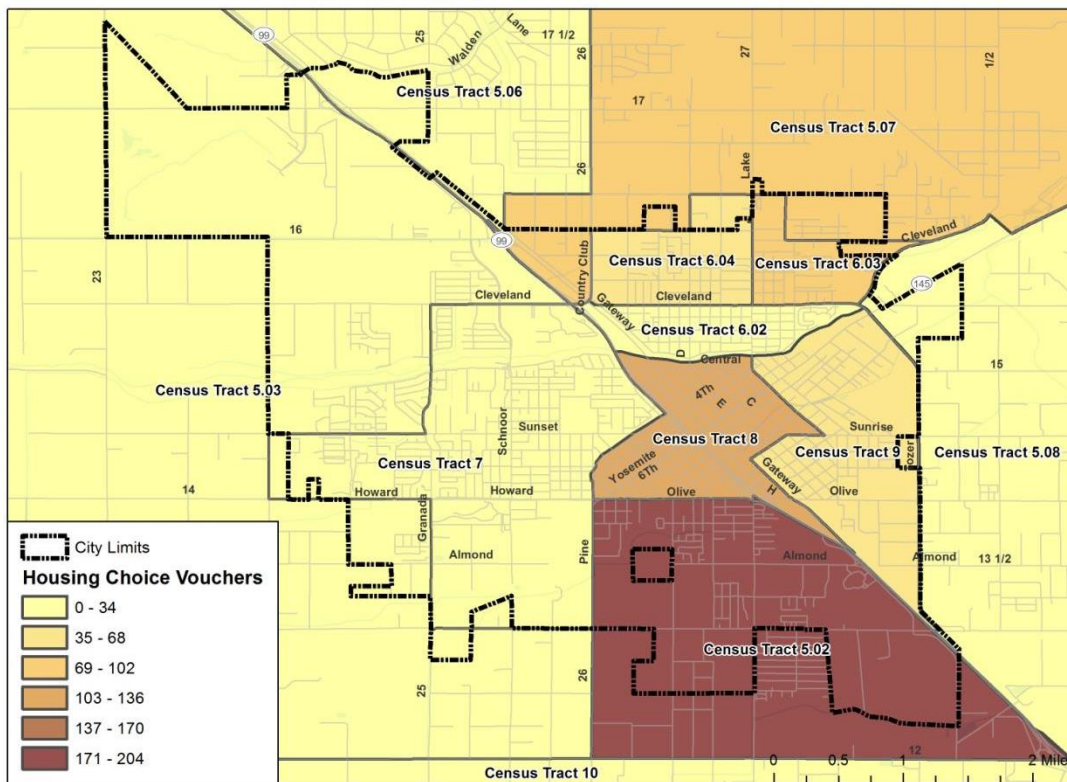 99
25
Walden
Lane
17 1/2
26
27
1/2
Census Tract 5.06
17
Census Tract 5.07
26
Lake
16
99
Country Club
Cleveland
Census Tract 6.04
Census Tract 6.03
23
145
Cleveland
Gateway
Cleveland
Census Tract 6.02
D
Central
15
Census Tract 5.03
4Th
E
C
Schnoor
Sunset
Sunrise
Census Tract 8
Census Tract 7
Census Tract 9
ozer
Census Tract 5.08
Yosemite
6Th
Gateway
14
Howard
Howard
Olive
H
Olive
Granada
Almond
Pine
Almond
Almond
13 1/2
Census Tract 5.02
25
26
12
Census Tract 10
City Limits
Housing Choice Vouchers
0 - 34
35 - 68
69 - 102
103 - 136
137 - 170
171 - 204
0 0.5 1 2 Mile